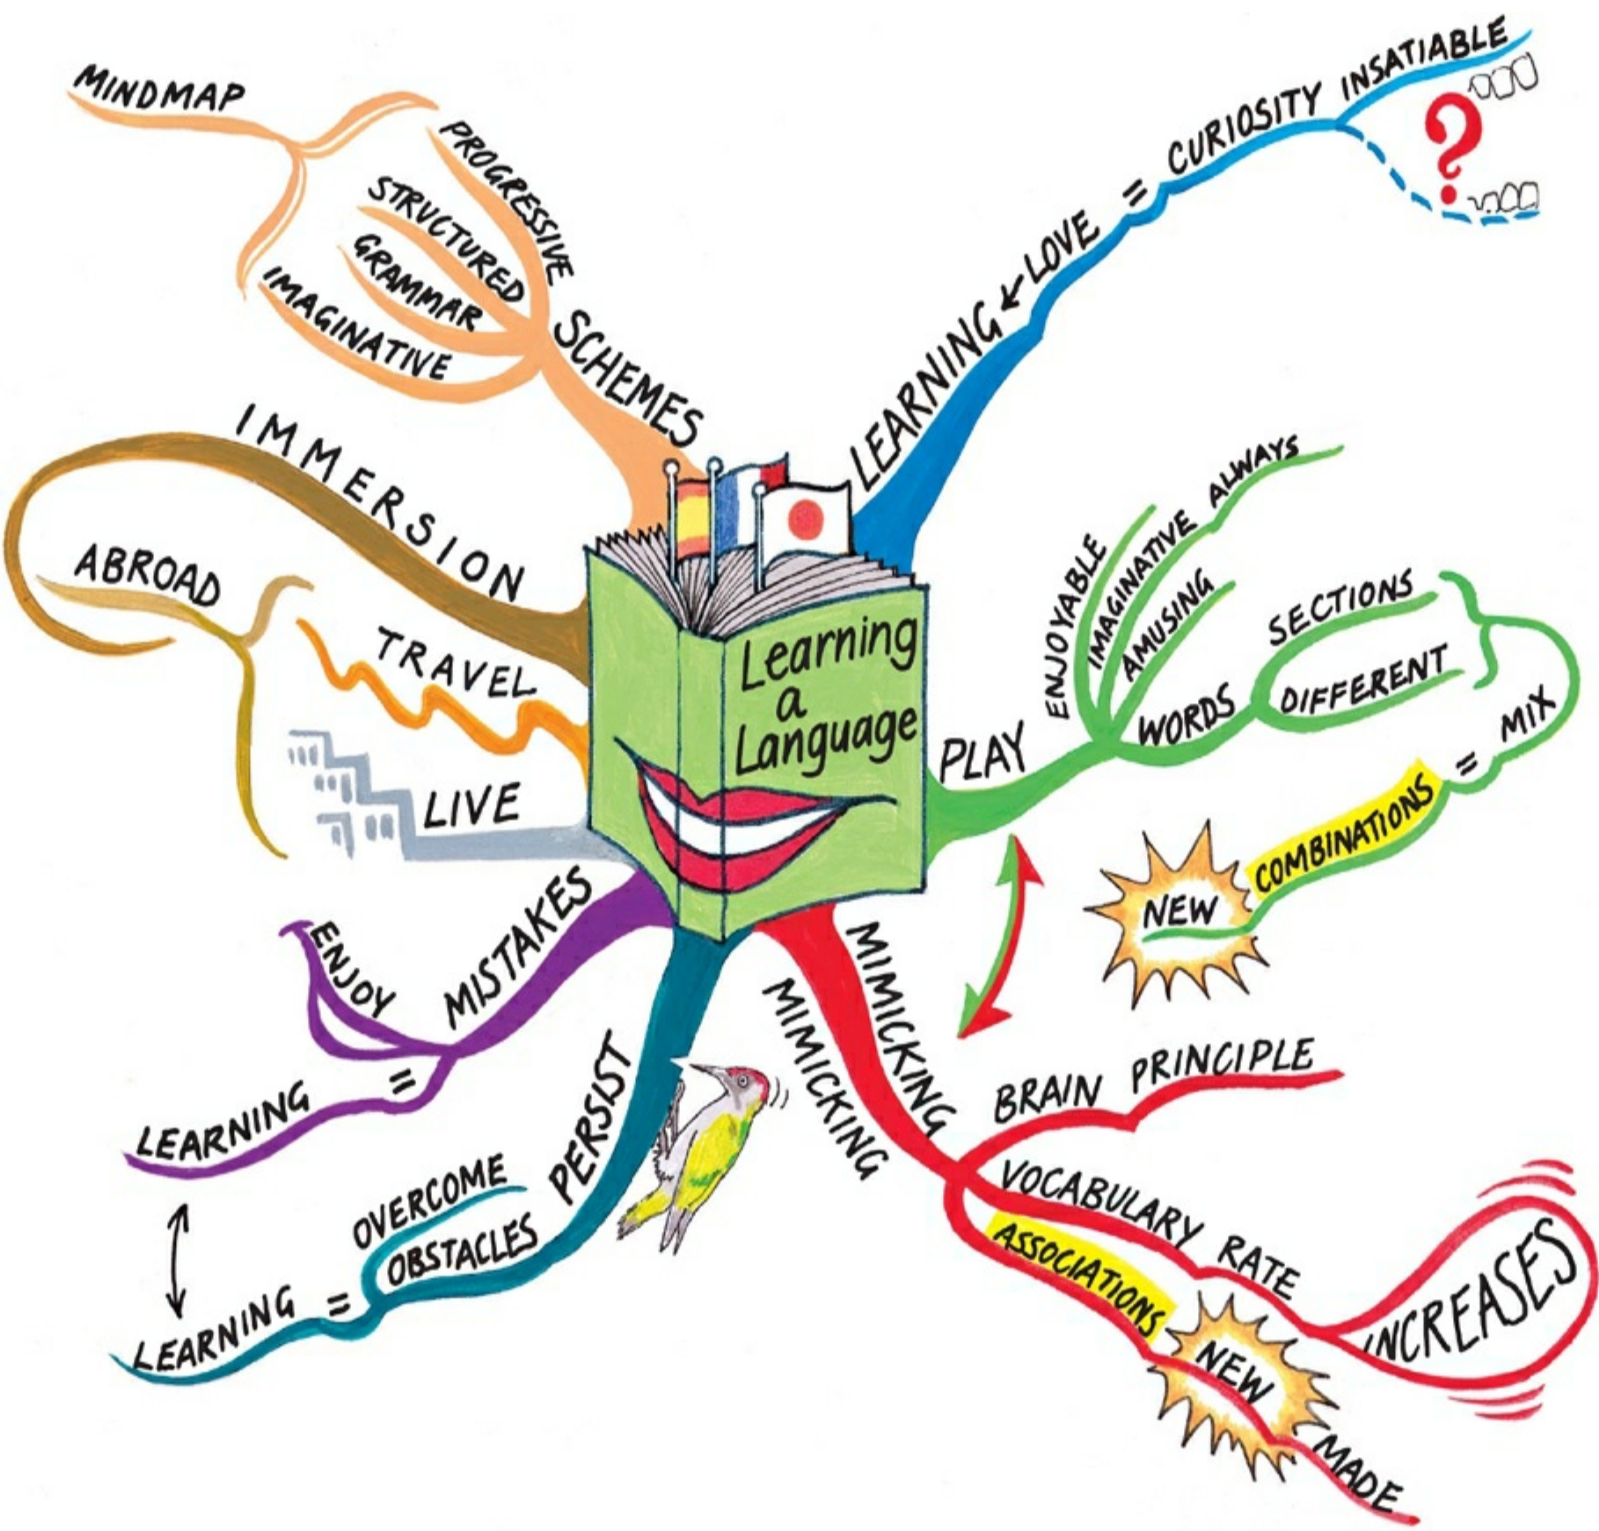 Learning
a
Language
LEARNING
LOVE
=
CURIOSITY
INSATIABLE
?
PLAY
ENJOYABLE
IMAGINATIVE
ALWAYS
AMUSING
WORDS
SECTIONS
DIFFERENT
MIX
=
COMBINATIONS
NEW
MIMICKING
MIMICKING
BRAIN PRINCIPLE
VOCABULARY RATE
INCREASES
ASSOCIATIONS
NEW
MADE
PERSIST
OBSTACLES
OVERCOME
=
LEARNING
MISTAKES
ENJOY
=
LEARNING
LIVE
TRAVEL
ABROAD
IMMERSION
SCHEMES
IMAGINATIVE
GRAMMAR
STRUCTURED
PROGRESSIVE
MINDMAP